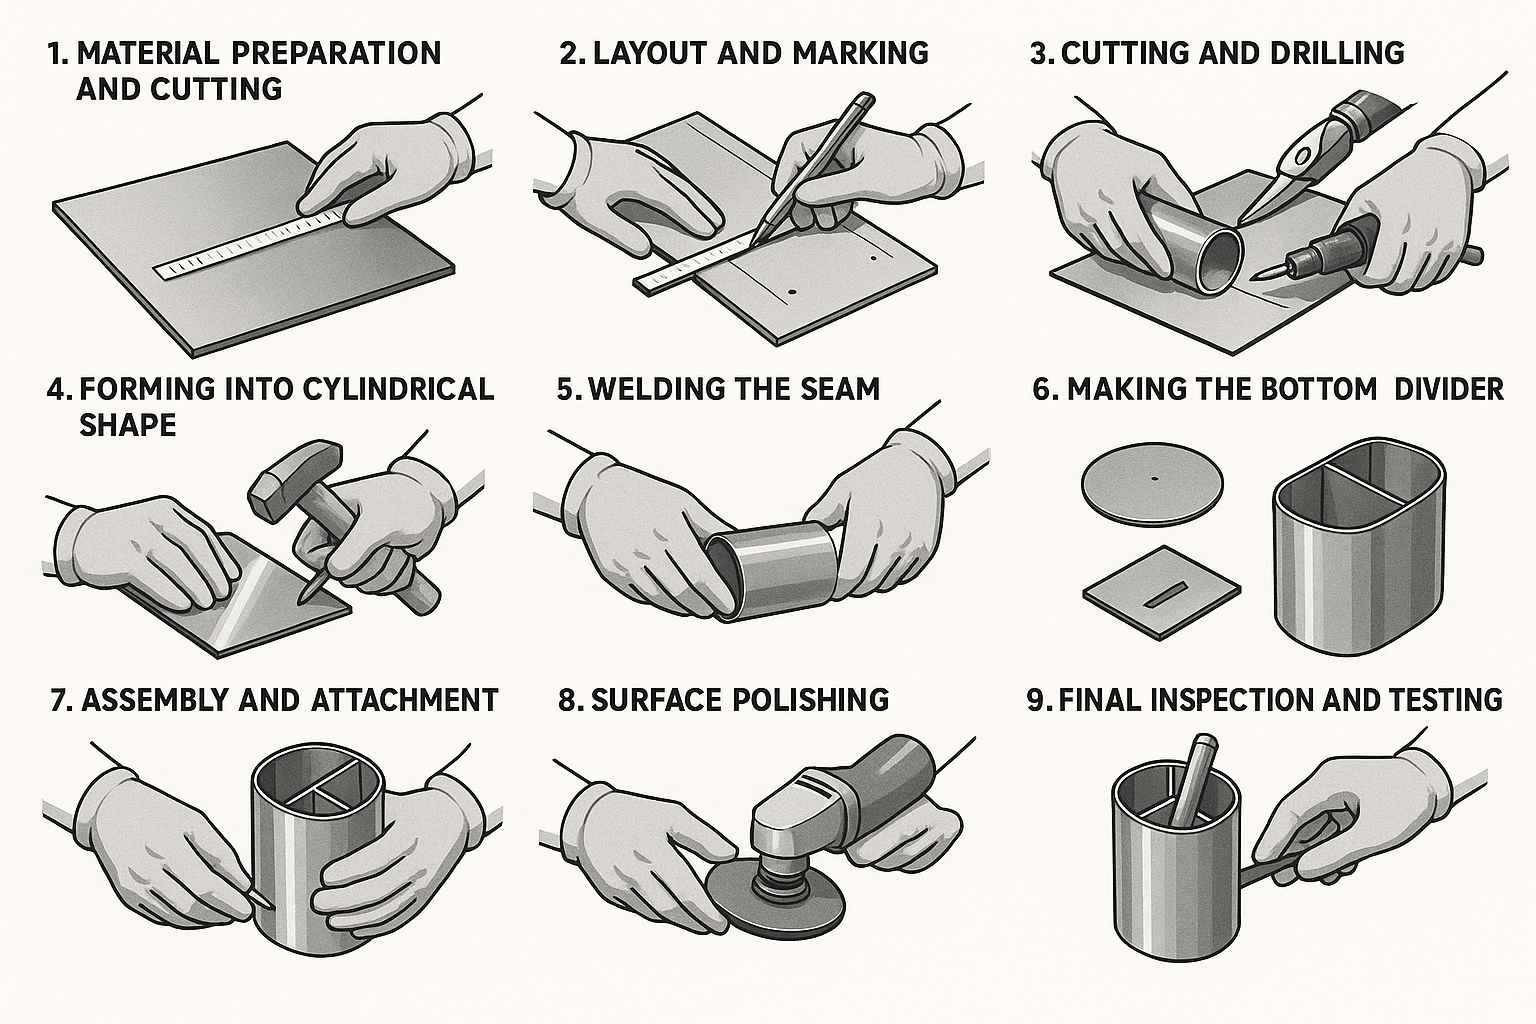 1. MATERIAL PREPARATION
AND CUTTING
2. LAYOUT AND MARKING
3. CUTTING AND DRILLING
4. FORMING INTO CYLINDRICAL
SHAPE
5. WELDING THE SEAM
6. MAKING THE BOTTOM DIVIDER
7. ASSEMBLY AND ATTACHMENT
8. SURFACE POLISHING
9. FINAL INSPECTION AND TESTING